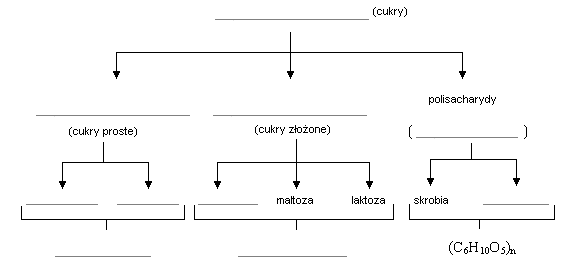 (cukry)
polisacharydy
(cukry proste)
(cukry złożone)
( )
maltoza laktoza skrobia
(C₆H₁₀O₅)n